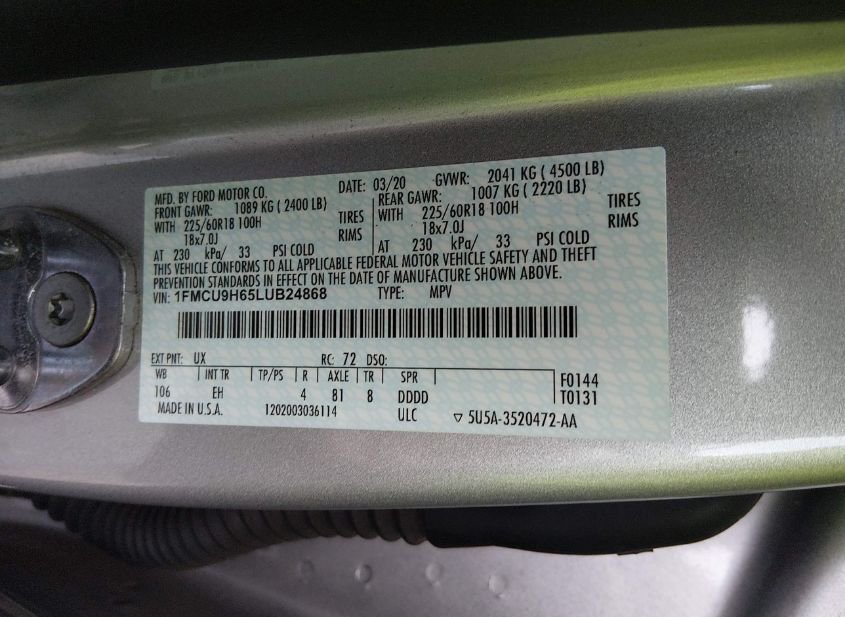 MFD. BY FORD MOTOR CO. DATE: 03/20 GVWR: 2041 KG ( 4500 LB)
FRONT GAWR: 1089 KG ( 2400 LB) REAR GAWR: 1007 KG ( 2220 LB)
WITH 225/60R18 100H TIRES WITH 225/60R18 100H TIRES
18x7.0J RIMS 18x7.0J RIMS
AT 230 kPa/ 33 PSI COLD AT 230 kPa/ 33 PSI COLD
THIS VEHICLE CONFORMS TO ALL APPLICABLE FEDERAL MOTOR VEHICLE SAFETY AND THEFT
PREVENTION STANDARDS IN EFFECT ON THE DATE OF MANUFACTURE SHOWN ABOVE.
VIN: 1FMCU9H65LUB24868 TYPE: MPV
EXT PNT: UX RC: 72 DSO:
WB INT TR TP/PS R AXLE TR SPR F0144
106 EH 4 81 8 DDDD T0131
MADE IN U.S.A. 1202003036114 ULC ▽ 5U5A-3520472-AA